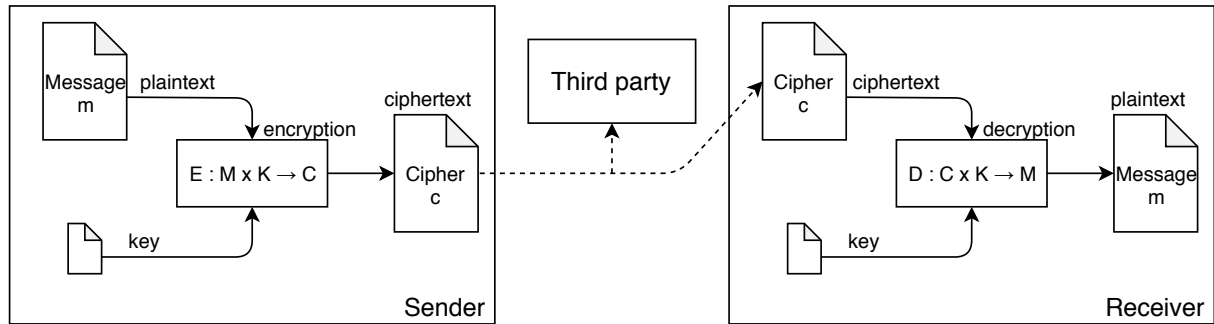 Message
m
plaintext
encryption
E : M x K → C
key
ciphertext
Cipher
c
Sender
Third party
Cipher
c
ciphertext
decryption
D : C x K → M
key
plaintext
Message
m
Receiver